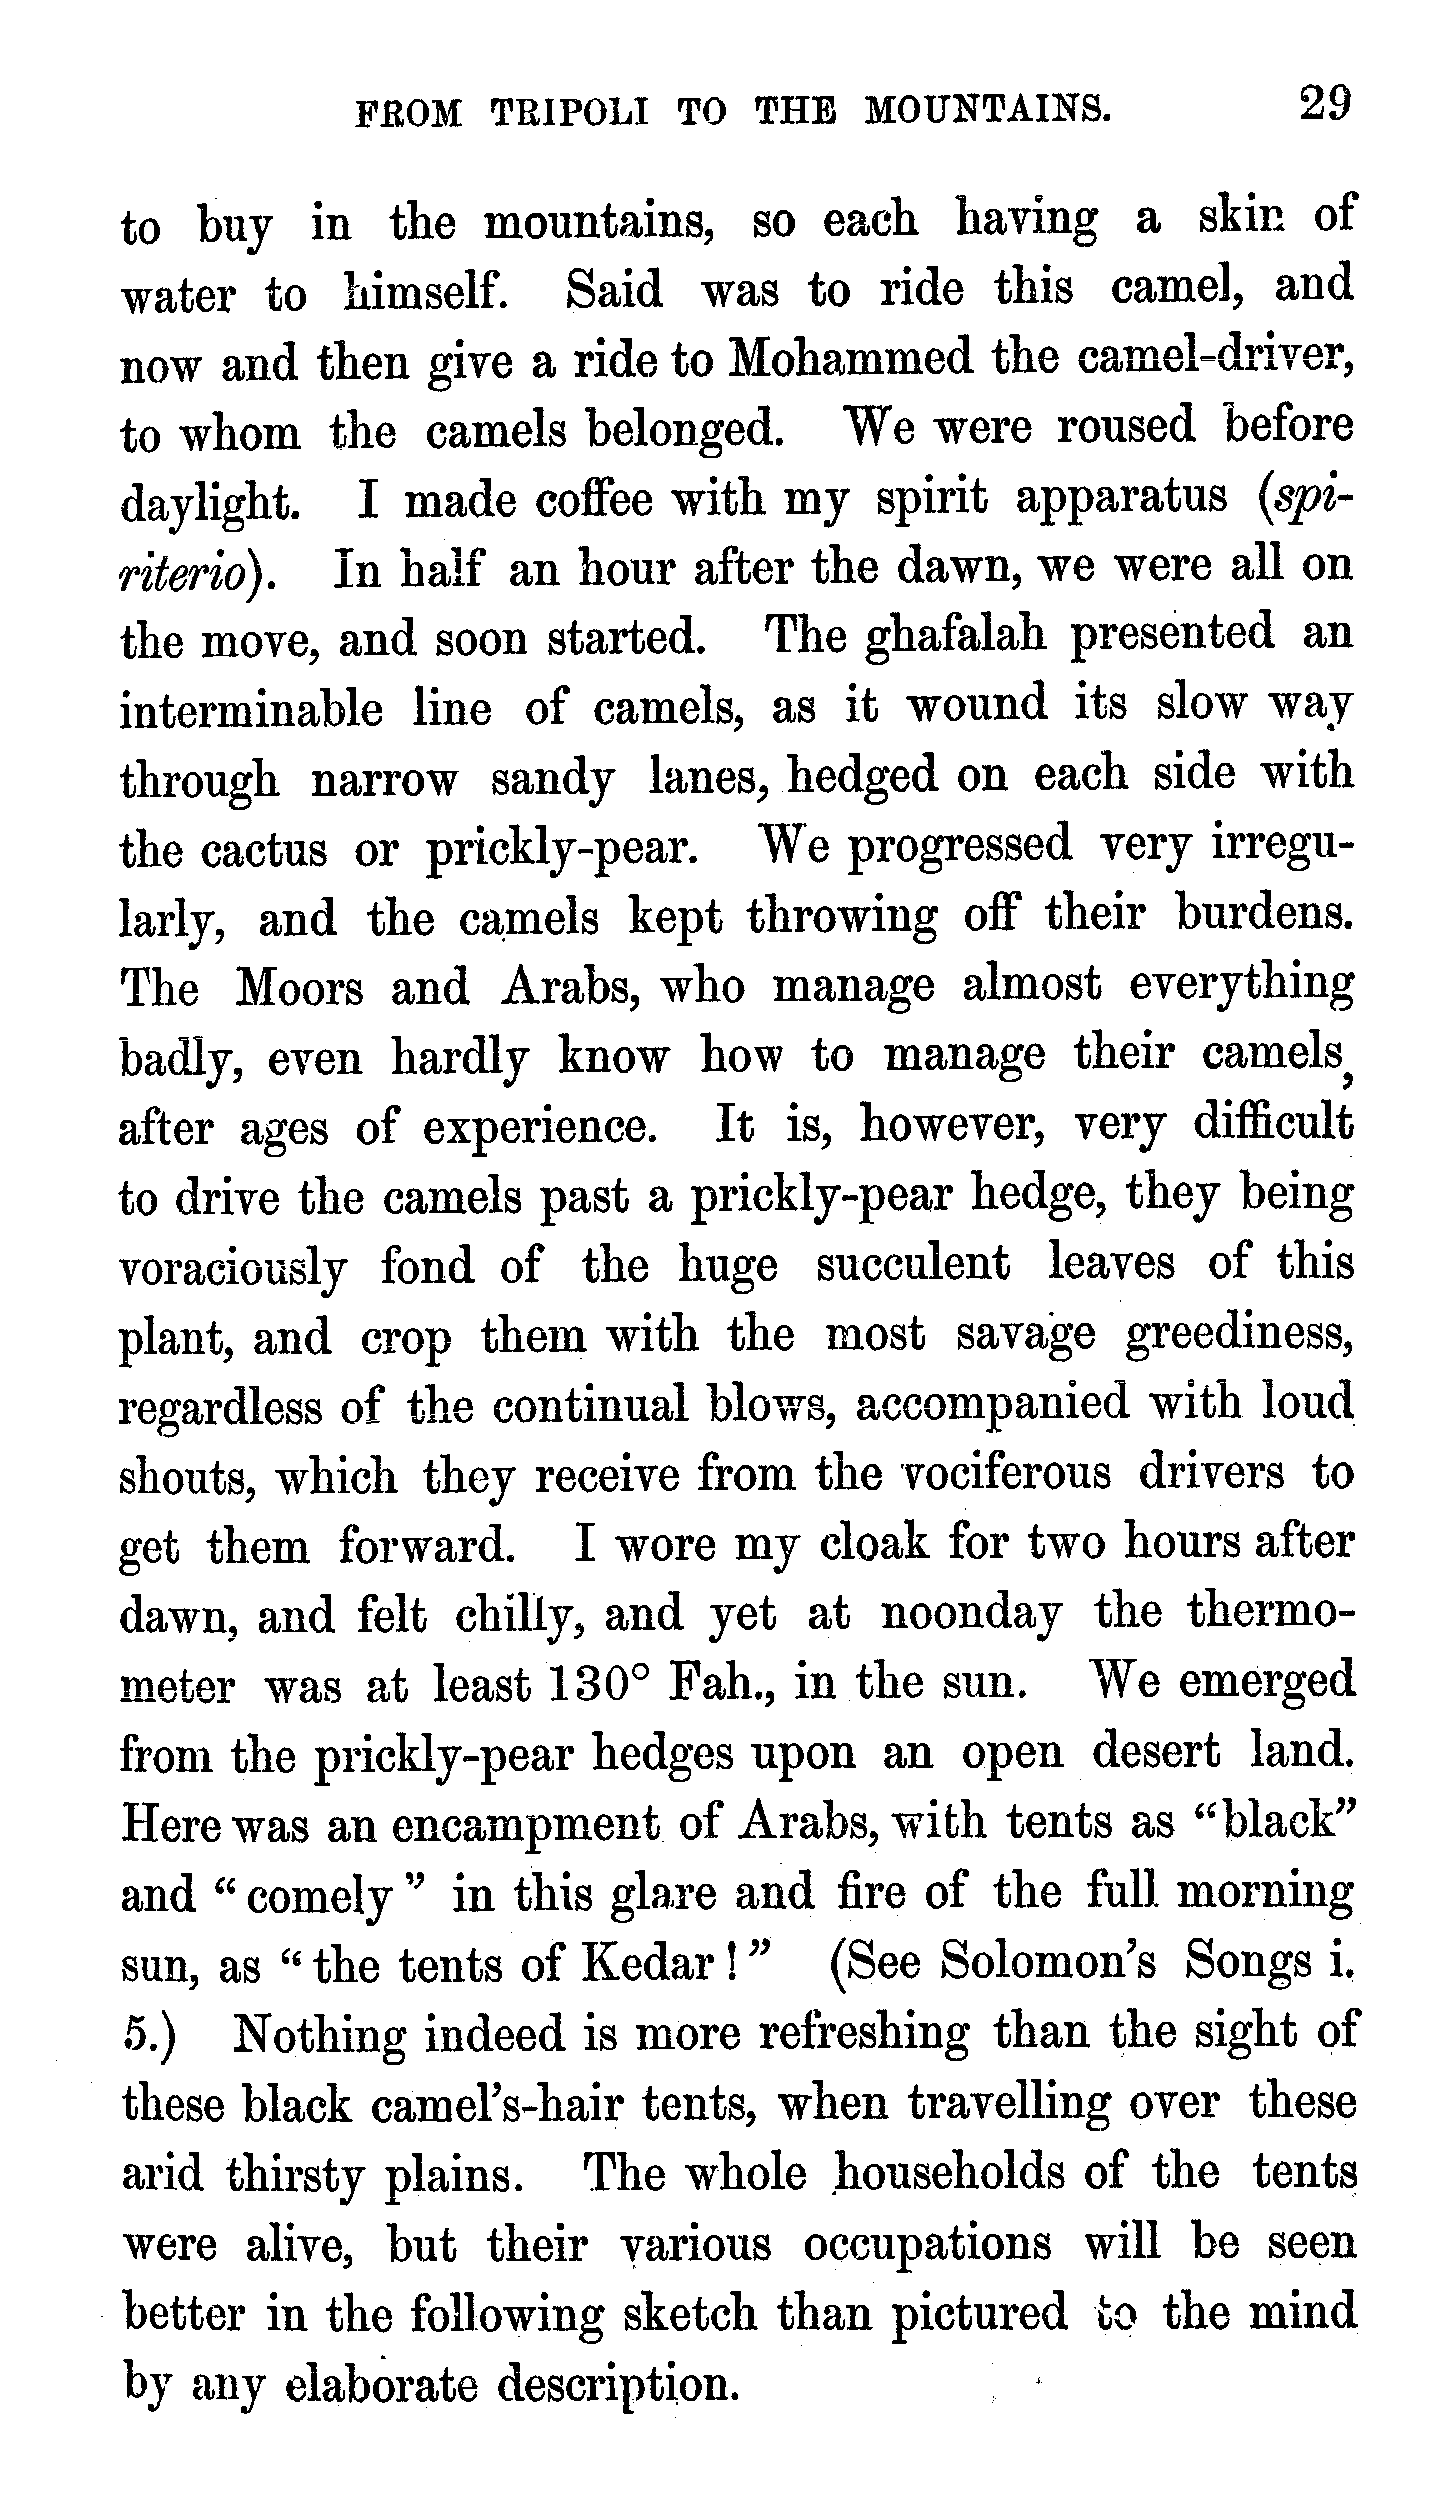 FROM TRIPOLI TO THE MOUNTAINS. 29
to buy in the mountains, so each having a skin of
water to himself. Said was to ride this camel, and
now and then give a ride to Mohammed the camel-driver,
to whom the camels belonged. We were roused before
daylight. I made coffee with my spirit apparatus (spi-
riterio). In half an hour after the dawn, we were all on
the move, and soon started. The ghafalah presented an
interminable line of camels, as it wound its slow way
through narrow sandy lanes, hedged on each side with
the cactus or prickly-pear. We progressed very irregu-
larly, and the camels kept throwing off their burdens.
The Moors and Arabs, who manage almost everything
badly, even hardly know how to manage their camels,
after ages of experience. It is, however, very difficult
to drive the camels past a prickly-pear hedge, they being
voraciously fond of the huge succulent leaves of this
plant, and crop them with the most savage greediness,
regardless of the continual blows, accompanied with loud
shouts, which they receive from the vociferous drivers to
get them forward. I wore my cloak for two hours after
dawn, and felt chilly, and yet at noonday the thermo-
meter was at least 130° Fah., in the sun. We emerged
from the prickly-pear hedges upon an open desert land.
Here was an encampment of Arabs, with tents as “black”
and “comely” in this glare and fire of the full morning
sun, as “the tents of Kedar!” (See Solomon’s Songs i.
5.) Nothing indeed is more refreshing than the sight of
these black camel’s-hair tents, when travelling over these
arid thirsty plains. The whole households of the tents
were alive, but their various occupations will be seen
better in the following sketch than pictured to the mind
by any elaborate description.